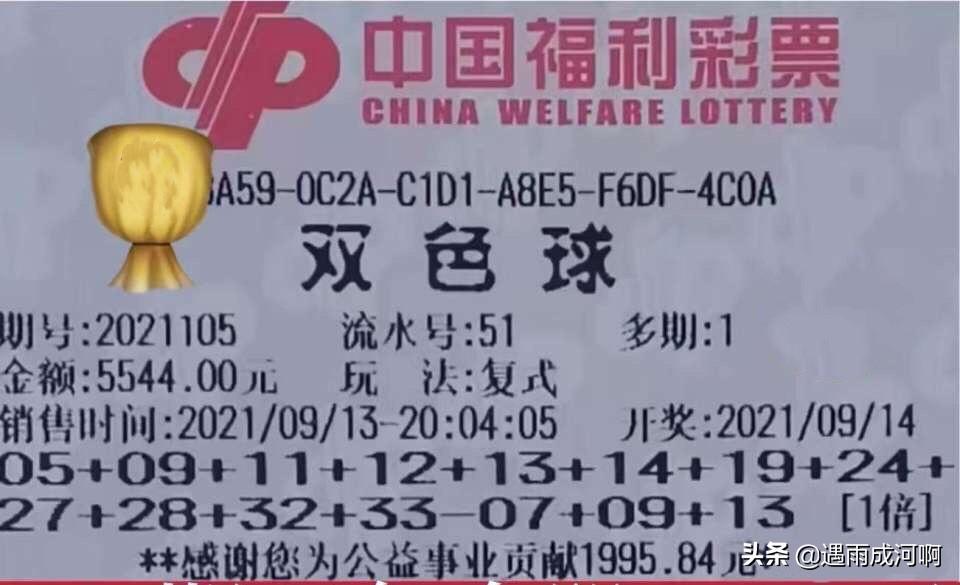 中国福利彩票
CHINA WELFARE LOTTERY
A59-0C2A-C1D1-A8E5-F6DF-4C0A
双色球
期号:2021105 流水号:51 多期:1
金额:5544.00元 玩 法:复式
销售时间:2021/09/13-20:04:05 开奖:2021/09/14
05+09+11+12+13+14+19+24+
27+28+32+33-07+09+13 [1倍]
**感谢您为公益事业贡献1995.84元
头条 @遇雨成河啊